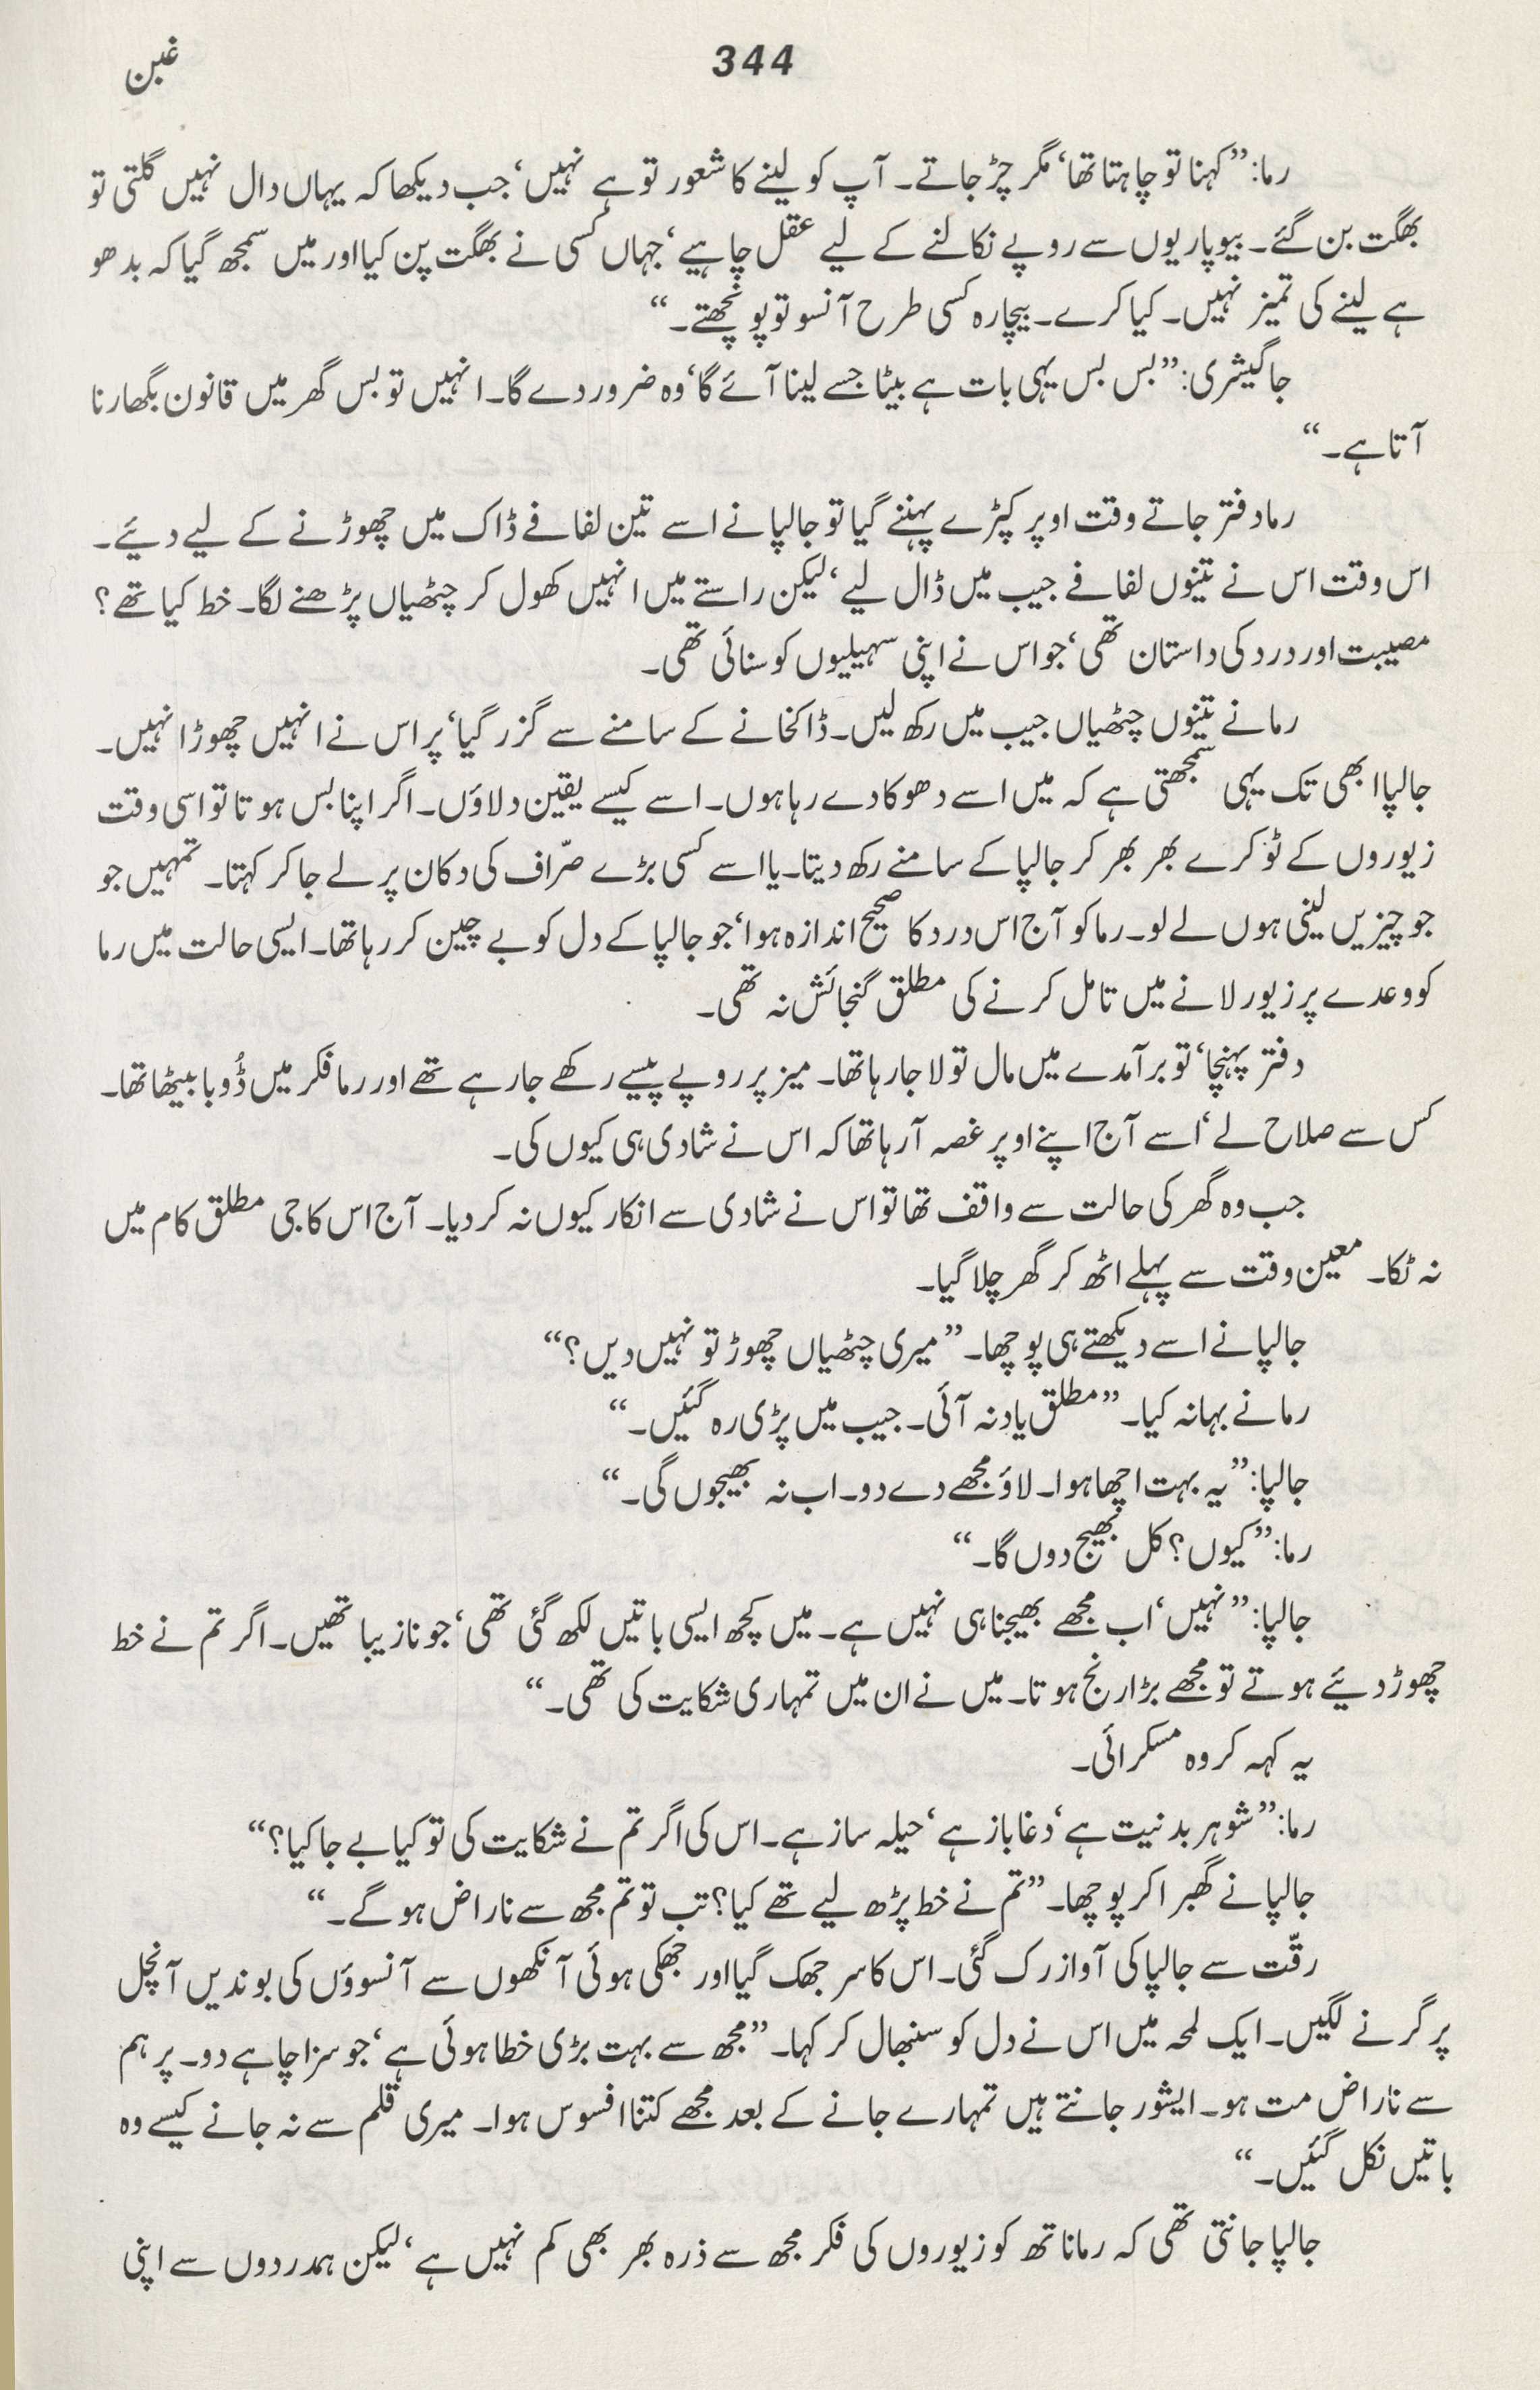 344
غبن
رما: ”کہنا تو چاہتا تھا‘ مگر چڑ جاتے۔ آپ کو لینے کا شعور تو ہے نہیں‘ جب دیکھا کہ یہاں دال نہیں گلتی تو
بھگت بن گئے۔ بیوپاریوں سے روپے نکالنے کے لیے عقل چاہیے‘ جہاں کسی نے بھگت پن کیا اور میں سمجھ گیا کہ بدھو
ہے لینے کی تمیز نہیں۔ کیا کرے۔ بیچارہ کسی طرح آنسو تو پونچھتے۔“
جاگیشری: ”بس بس یہی بات ہے بیٹا جسے لینا آئے گا‘ وہ ضرور دے گا۔ انہیں تو بس گھر میں قانون بگھارنا
آتا ہے۔“
رما دفتر جاتے وقت اوپر کپڑے پہننے گیا تو جالپا نے اسے تین لفافے ڈاک میں چھوڑنے کے لیے دیئے۔
اس وقت اس نے تینوں لفافے جیب میں ڈال لیے‘ لیکن راستے میں انہیں کھول کر چٹھیاں پڑھنے لگا۔ خط کیا تھے؟
مصیبت اور درد کی داستان تھی‘ جو اس نے اپنی سہیلیوں کو سنائی تھی۔
رما نے تینوں چٹھیاں جیب میں رکھ لیں۔ ڈاکخانے کے سامنے سے گزر گیا‘ پر اس نے انہیں چھوڑا نہیں۔
جالپا ابھی تک یہی سمجھتی ہے کہ میں اسے دھوکا دے رہا ہوں۔ اسے کیسے یقین دلاؤں۔ اگر اپنا بس ہوتا تو اسی وقت
زیوروں کے ٹوکرے بھر بھر کر جالپا کے سامنے رکھ دیتا۔ یا اسے کسی بڑے صرّاف کی دکان پر لے جا کر کہتا۔ تمہیں جو
جو چیزیں لینی ہوں لے لو۔ رما کو آج اس درد کا صحیح اندازہ ہوا‘ جو جالپا کے دل کو بے چین کر رہا تھا۔ ایسی حالت میں رما
کو وعدے پر زیور لانے میں تامل کرنے کی مطلق گنجائش نہ تھی۔
دفتر پہنچا‘ تو برآمدے میں مال تولا جا رہا تھا۔ میز پر روپے پیسے رکھے جا رہے تھے اور رما فکر میں ڈُوبا بیٹھا تھا۔
کس سے صلاح لے‘ اسے آج اپنے اوپر غصہ آ رہا تھا کہ اس نے شادی ہی کیوں کی۔
جب وہ گھر کی حالت سے واقف تھا تو اس نے شادی سے انکار کیوں نہ کر دیا۔ آج اس کا جی مطلق کام میں
نہ ٹکا۔ معین وقت سے پہلے اٹھ کر گھر چلا گیا۔
جالپا نے اسے دیکھتے ہی پوچھا۔ ”میری چٹھیاں چھوڑ تو نہیں دیں؟“
رما نے بہانہ کیا۔ ”مطلق یاد نہ آئی۔ جیب میں پڑی رہ گئیں۔“
جالپا: ”یہ بہت اچھا ہوا۔ لاؤ مجھے دے دو۔ اب نہ بھیجوں گی۔“
رما: ”کیوں؟ کل بھیج دوں گا۔“
جالپا: ”نہیں‘ اب مجھے بھیجنا ہی نہیں ہے۔ میں کچھ ایسی باتیں لکھ گئی تھی‘ جو نازیبا تھیں۔ اگر تم نے خط
چھوڑ دیئے ہوتے تو مجھے بڑا رنج ہوتا۔ میں نے ان میں تمہاری شکایت کی تھی۔“
یہ کہہ کر وہ مسکرائی۔
رما: ”شوہر بدنیت ہے‘ دغاباز ہے‘ حیلہ ساز ہے۔ اس کی اگر تم نے شکایت کی تو کیا بے جا کیا؟“
جالپا نے گھبرا کر پوچھا۔ ”تم نے خط پڑھ لیے تھے کیا؟ تب تو تم مجھ سے ناراض ہو گے۔“
رقّت سے جالپا کی آواز رک گئی۔ اس کا سر جھک گیا اور جھکی ہوئی آنکھوں سے آنسوؤں کی بوندیں آنچل
پر گرنے لگیں۔ ایک لمحہ میں اس نے دل کو سنبھال کر کہا۔ ”مجھ سے بہت بڑی خطا ہوئی ہے‘ جو سزا چاہے دو۔ پر ہم
سے ناراض مت ہو۔ ایشور جانتے ہیں تمہارے جانے کے بعد مجھے کتنا افسوس ہوا۔ میری قلم سے نہ جانے کیسے وہ
باتیں نکل گئیں۔“
جالپا جانتی تھی کہ رماناتھ کو زیوروں کی فکر مجھ سے ذرہ بھر بھی کم نہیں ہے‘ لیکن ہمدردوں سے اپنی